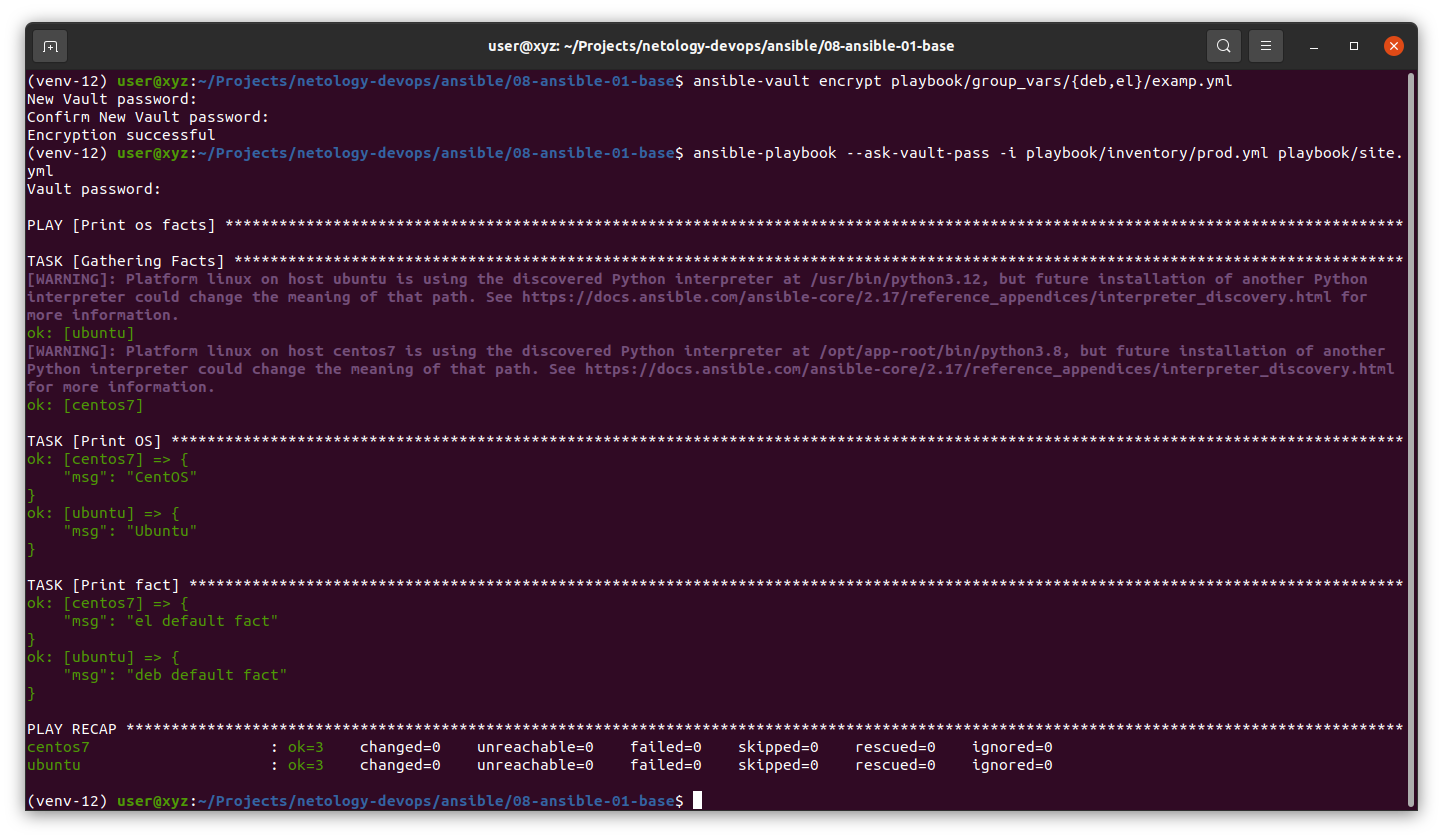 user@xyz: ~/Projects/netology-devops/ansible/08-ansible-01-base
(venv-12) user@xyz:~/Projects/netology-devops/ansible/08-ansible-01-base$ ansible-vault encrypt playbook/group_vars/{deb,el}/examp.yml
New Vault password:
Confirm New Vault password:
Encryption successful
(venv-12) user@xyz:~/Projects/netology-devops/ansible/08-ansible-01-base$ ansible-playbook --ask-vault-pass -i playbook/inventory/prod.yml playbook/site.
yml
Vault password:
PLAY [Print os facts] ***********************************************************************************************************************************
TASK [Gathering Facts] **********************************************************************************************************************************
[WARNING]: Platform linux on host ubuntu is using the discovered Python interpreter at /usr/bin/python3.12, but future installation of another Python
interpreter could change the meaning of that path. See https://docs.ansible.com/ansible-core/2.17/reference_appendices/interpreter_discovery.html for
more information.
ok: [ubuntu]
[WARNING]: Platform linux on host centos7 is using the discovered Python interpreter at /opt/app-root/bin/python3.8, but future installation of another
Python interpreter could change the meaning of that path. See https://docs.ansible.com/ansible-core/2.17/reference_appendices/interpreter_discovery.html
for more information.
ok: [centos7]
TASK [Print OS] *****************************************************************************************************************************************
ok: [centos7] => {
    "msg": "CentOS"
}
ok: [ubuntu] => {
    "msg": "Ubuntu"
}
TASK [Print fact] ***************************************************************************************************************************************
ok: [centos7] => {
    "msg": "el default fact"
}
ok: [ubuntu] => {
    "msg": "deb default fact"
}
PLAY RECAP **********************************************************************************************************************************************
centos7                    : ok=3    changed=0    unreachable=0    failed=0    skipped=0    rescued=0    ignored=0
ubuntu                     : ok=3    changed=0    unreachable=0    failed=0    skipped=0    rescued=0    ignored=0
(venv-12) user@xyz:~/Projects/netology-devops/ansible/08-ansible-01-base$